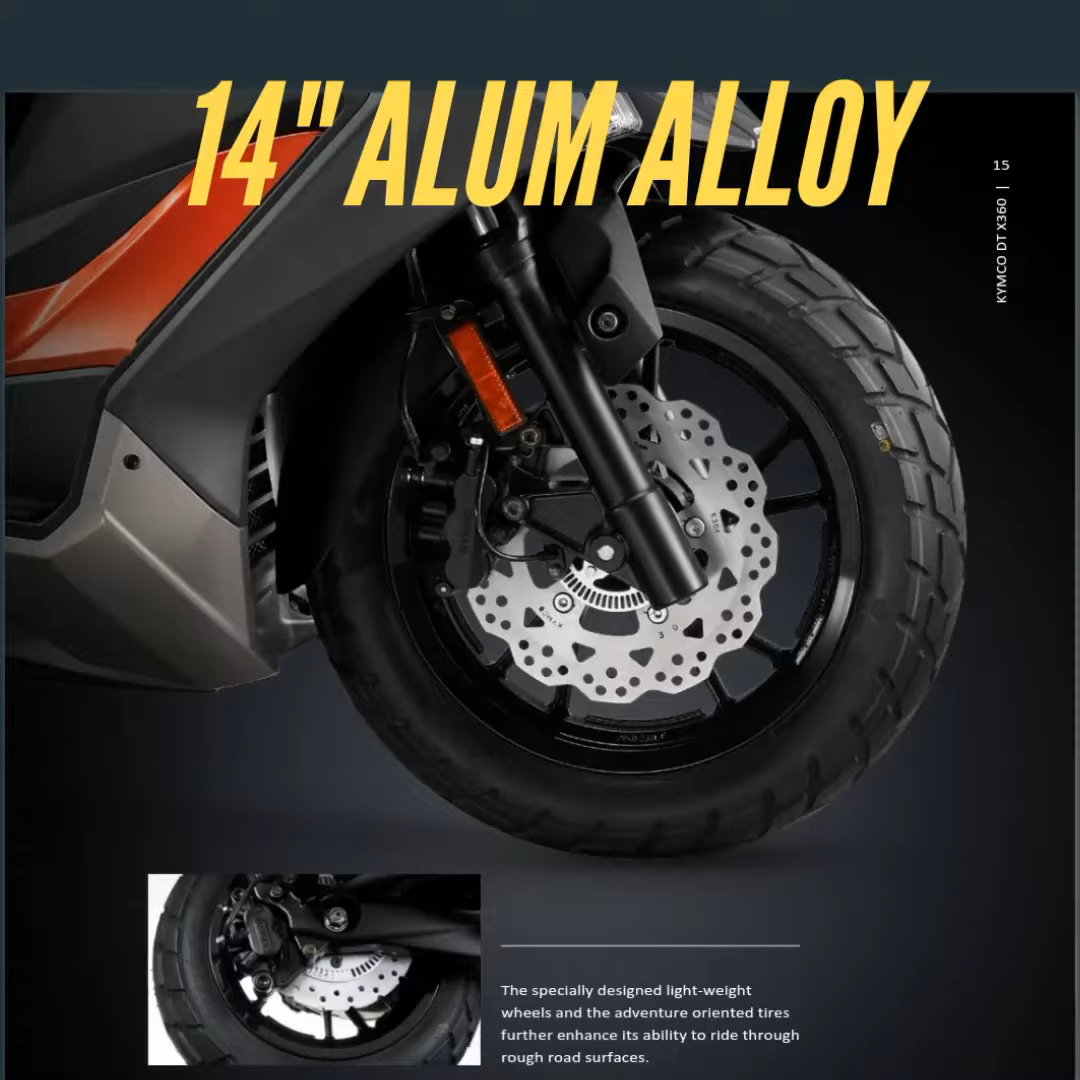 14" ALUM ALLOY
15
KYMCO DT X360 |
The specially designed light-weight
wheels and the adventure oriented tires
further enhance its ability to ride through
rough road surfaces.
KYMCO